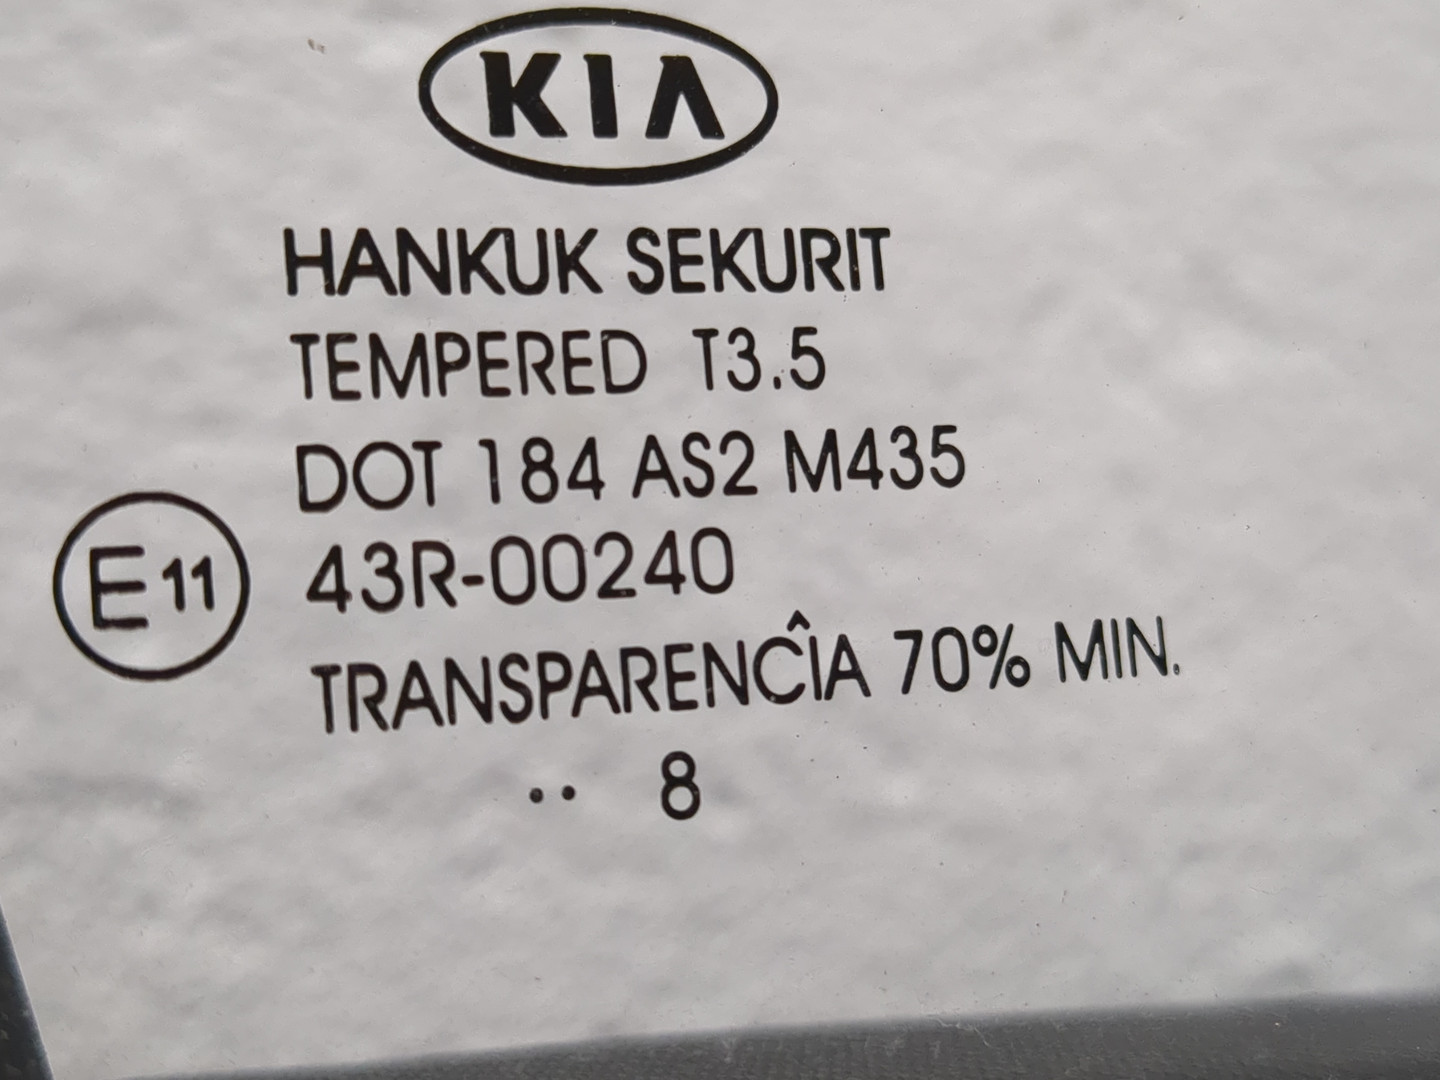 KIA
HANKUK SEKURIT
TEMPERED T3.5
DOT 184 AS2 M435
E11 43R-00240
TRANSPARENCÎA 70% MIN.
.. 8